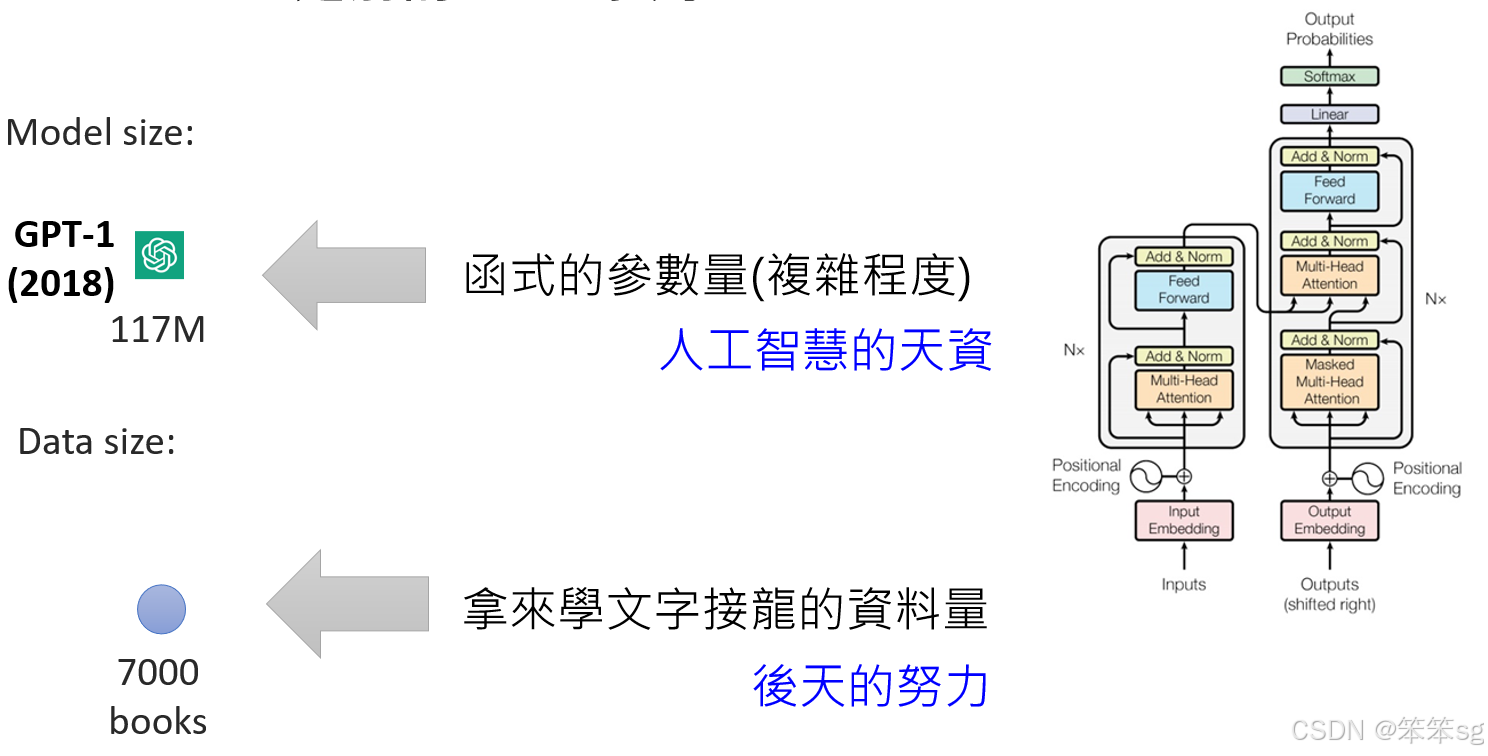 Model size:
GPT-1
(2018)
117M
函式的參數量(複雜程度)
人工智慧的天資
Data size:
7000
books
拿來學文字接龍的資料量
後天的努力
Output
Probabilities
Softmax
Linear
Add & Norm
Feed
Forward
Add & Norm
Multi-Head
Attention
Add & Norm
Masked
Multi-Head
Attention
N×
Add & Norm
Feed
Forward
N×
Add & Norm
Multi-Head
Attention
Positional
Encoding
Positional
Encoding
Input
Embedding
Output
Embedding
Inputs
Outputs
(shifted right)
CSDN @笨笨sg